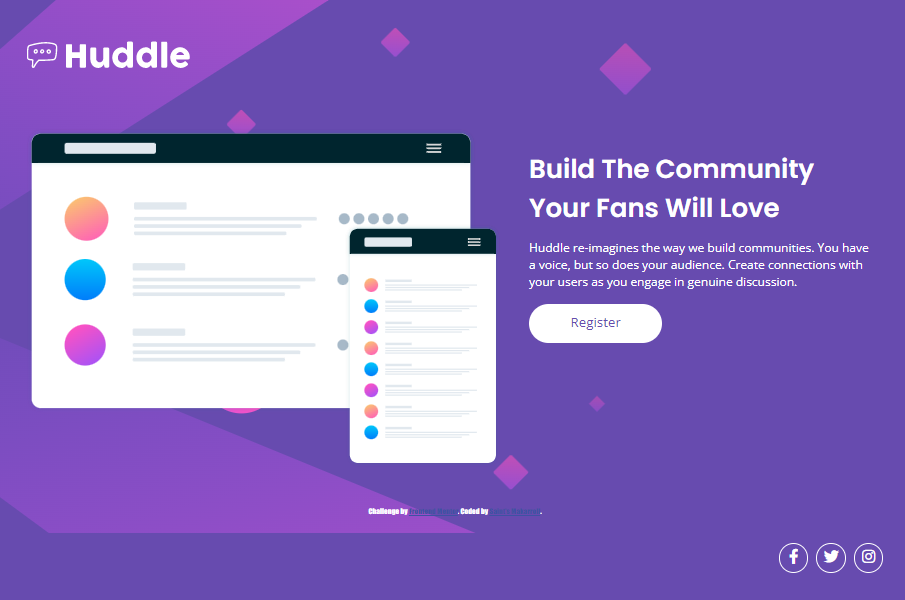 Huddle
Build The Community
Your Fans Will Love
Huddle re-imagines the way we build communities. You have
a voice, but so does your audience. Create connections with
your users as you engage in genuine discussion.
Register
Challenge by Frontend Mentor. Coded by